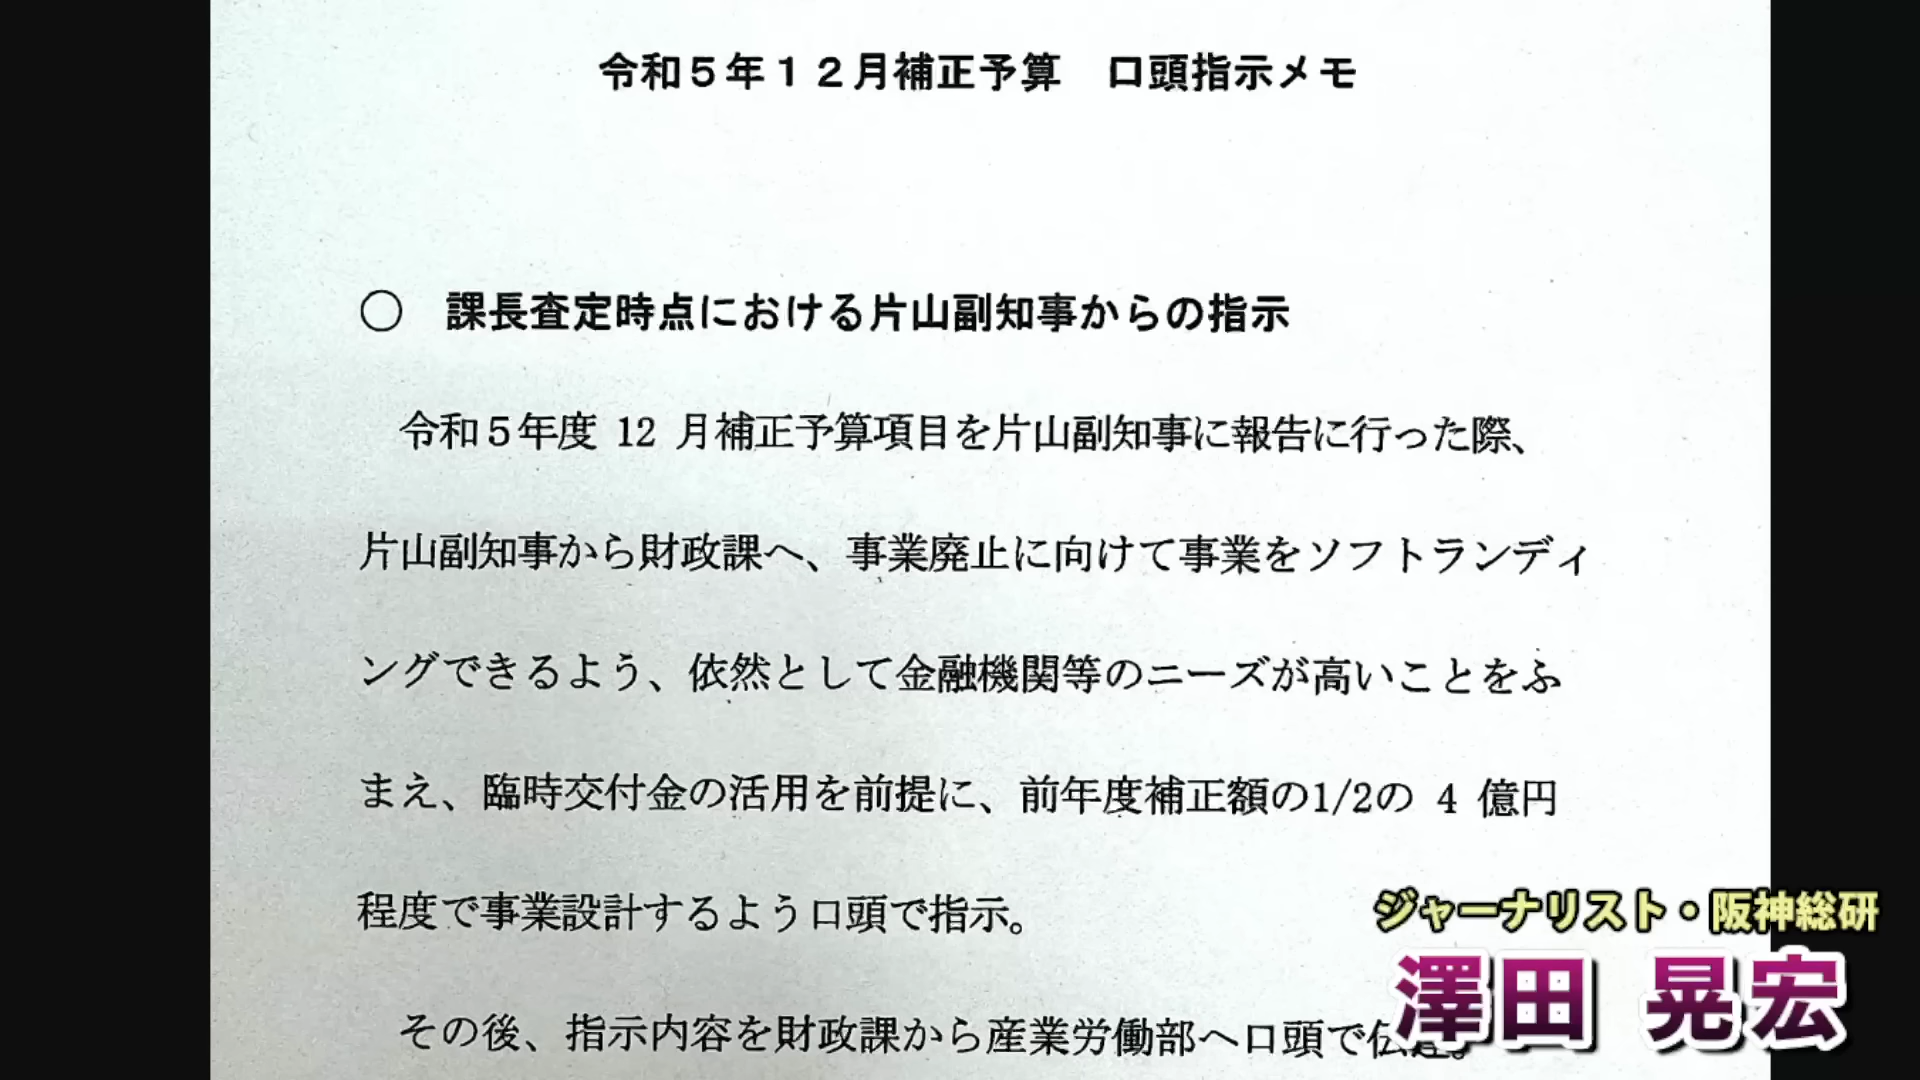 令和５年１２月補正予算　口頭指示メモ
○　課長査定時点における片山副知事からの指示
令和５年度 12 月補正予算項目を片山副知事に報告に行った際、
片山副知事から財政課へ、事業廃止に向けて事業をソフトランディ
ングできるよう、依然として金融機関等のニーズが高いことをふ
まえ、臨時交付金の活用を前提に、前年度補正額の1/2の 4 億円
程度で事業設計するよう口頭で指示。
その後、指示内容を財政課から産業労働部へ口頭で
ジャーナリスト・阪神総研
澤田 晃宏